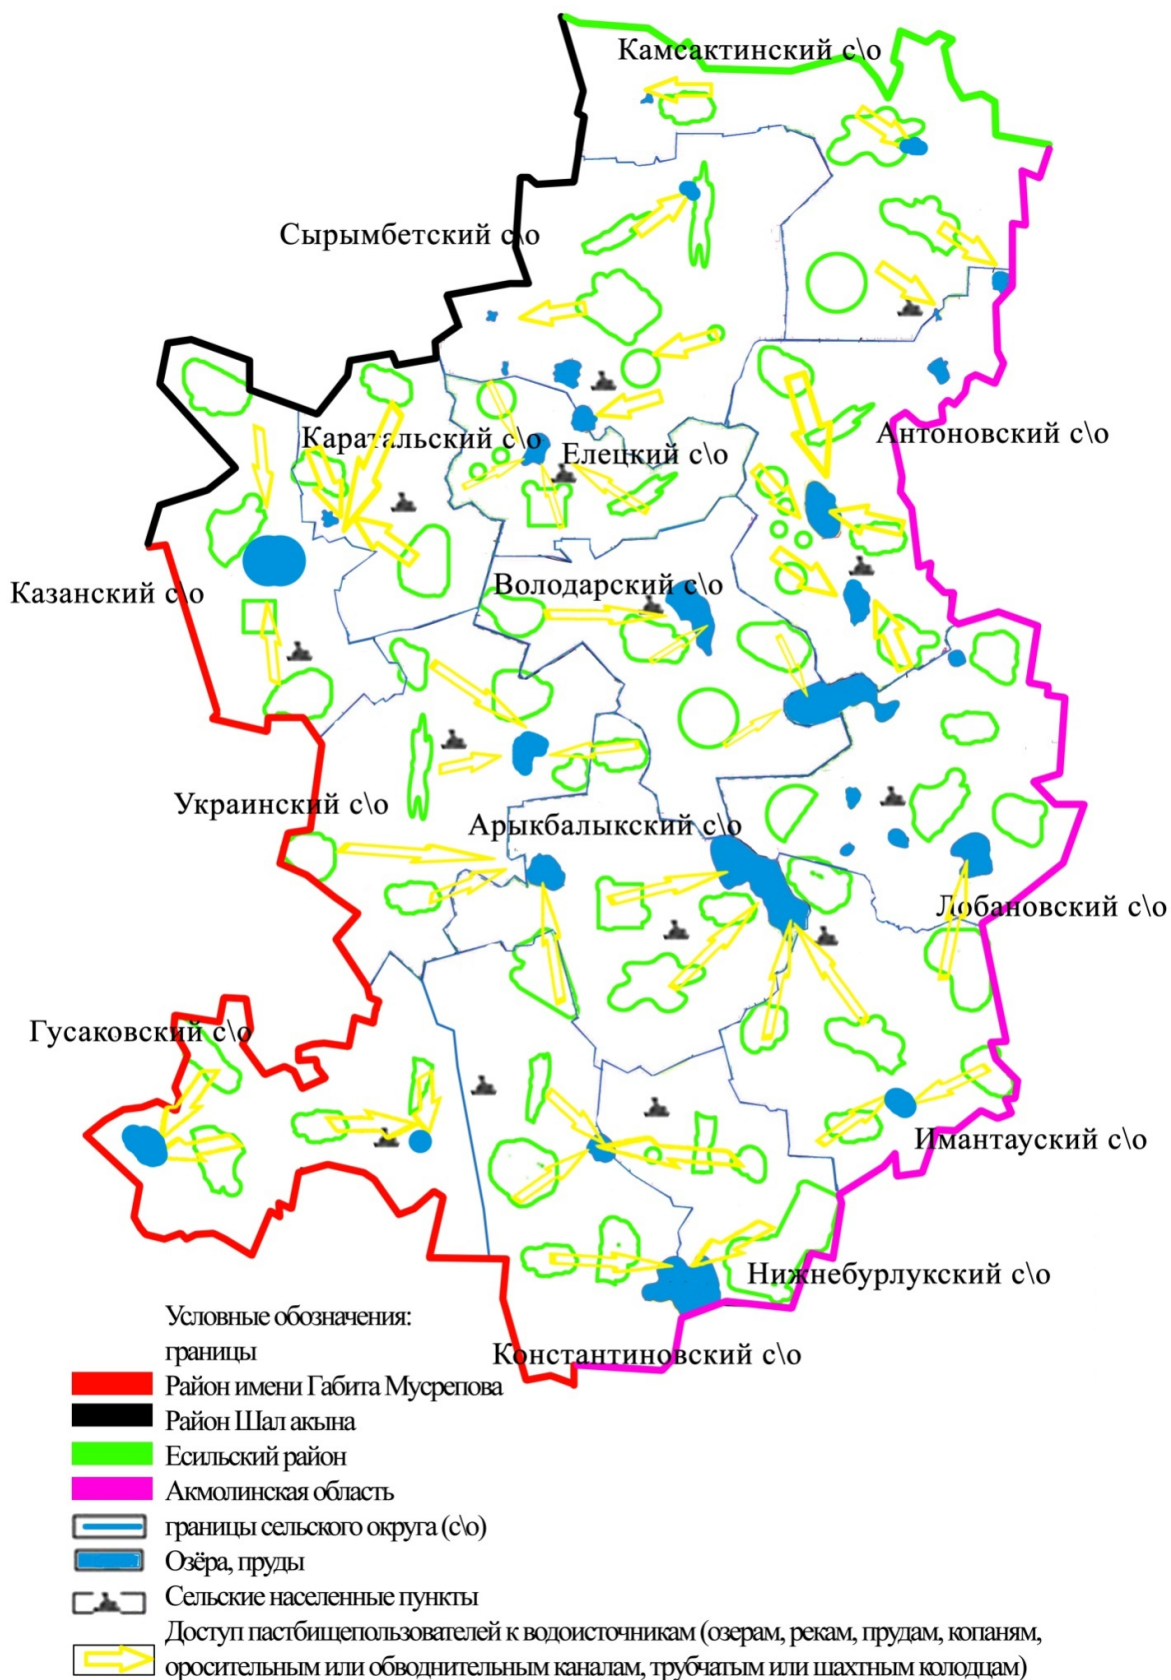 Камсактинский с\о
Сырымбетский с\о
Каратальский с\о
Елецкий с\о
Антоновский с\о
Казанский с\о
Володарский с\о
Украинский с\о
Арыкбалыкский с\о
Лобановский с\о
Гусаковский с\о
Имантауский с\о
Нижнебурлукский с\о
Константиновский с\о
Условные обозначения:
границы
Район имени Габита Мусрепова
Район Шал акына
Есильский район
Акмолинская область
границы сельского округа (с\о)
Озёра, пруды
Сельские населенные пункты
Доступ пастбищепользователей к водоисточникам (озерам, рекам, прудам, копаням,
оросительным или обводнительным каналам, трубчатым или шахтным колодцам)